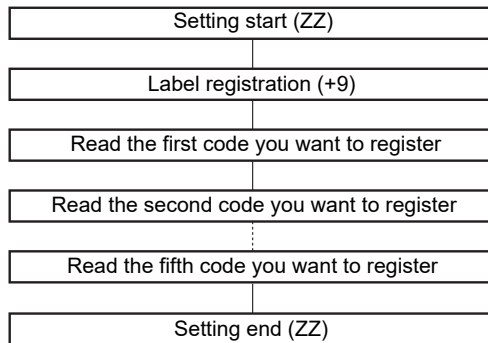 Setting start (ZZ)
Label registration (+9)
Read the first code you want to register
Read the second code you want to register
Read the fifth code you want to register
Setting end (ZZ)